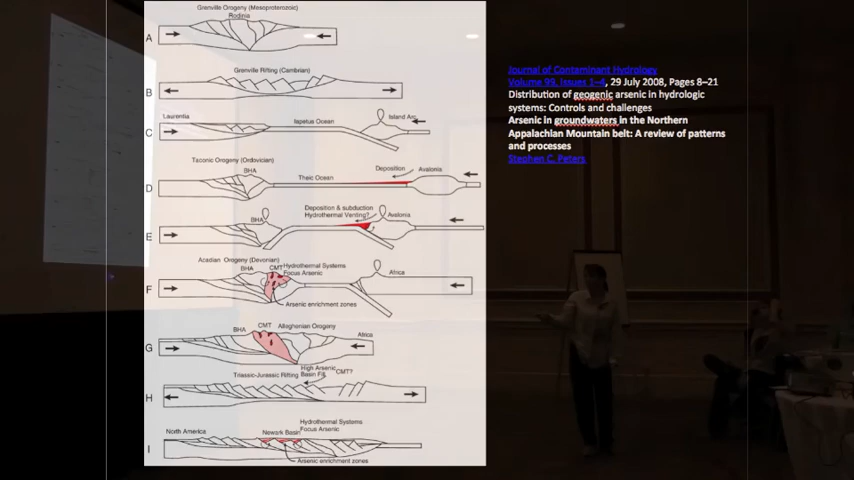 Grenville Orogeny (Mesoproterozoic)
Rodinia
A
Grenville Rifting (Cambrian)
B
Laurentia
Iapetus Ocean
Island Arc
C
Taconic Orogeny (Ordovician)
BHA
Theic Ocean
Deposition
Avalonia
D
Deposition & subduction
Hydrothermal Venting?
BHA
Avalonia
E
Acadian Orogeny (Devonian)
BHA
CMT
Hydrothermal Systems
Focus Arsenic
Africa
F
Arsenic enrichment zones
BHA
CMT
Alleghenian Orogeny
Africa
G
High Arsenic
Triassic-Jurassic Rifting
Basin Fill
CMT?
H
North America
Newark Basin
Hydrothermal Systems
Focus Arsenic
I
Arsenic enrichment zones
Journal of Contaminant Hydrology
Volume 99, Issues 1–4, 29 July 2008, Pages 8–21
Distribution of geogenic arsenic in hydrologic
systems: Controls and challenges
Arsenic in groundwaters in the Northern
Appalachian Mountain belt: A review of patterns
and processes
Stephen C. Peters